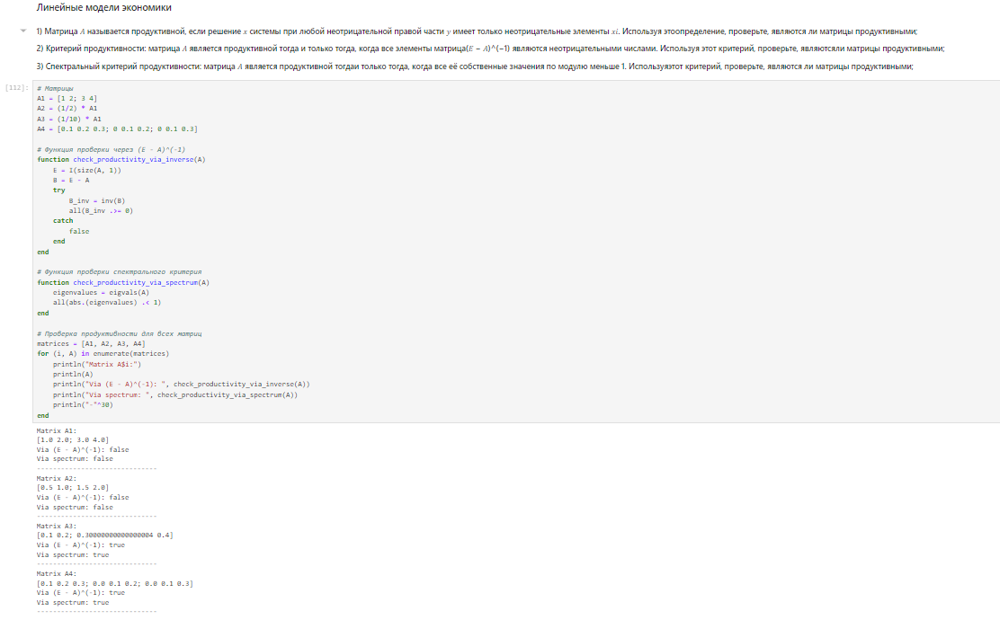 Линейные модели экономики
1) Матрица A называется продуктивной, если решение x системы при любой неотрицательной правой части y имеет только неотрицательные элементы xi. Используя этоопределение, проверьте, являются ли матрицы продуктивными;
2) Критерий продуктивности: матрица A является продуктивной тогда и только тогда, когда все элементы матрица(E − A)^(−1) являются неотрицательными числами. Используя этот критерий, проверьте, являютсяли матрицы продуктивными;
3) Спектральный критерий продуктивности: матрица A является продуктивной тогдаи только тогда, когда все её собственные значения по модулю меньше 1. Используяэтот критерий, проверьте, являются ли матрицы продуктивными;
[112]:
# Матрицы
A1 = [1 2; 3 4]
A2 = (1/2) * A1
A3 = (1/10) * A1
A4 = [0.1 0.2 0.3; 0 0.1 0.2; 0 0.1 0.3]
# Функция проверки через (E - A)^(-1)
function check_productivity_via_inverse(A)
    E = I(size(A, 1))
    B = E - A
    try
        B_inv = inv(B)
        all(B_inv .>= 0)
    catch
        false
    end
end
# Функция проверки спектрального критерия
function check_productivity_via_spectrum(A)
    eigenvalues = eigvals(A)
    all(abs.(eigenvalues) .< 1)
end
# Проверка продуктивности для всех матриц
matrices = [A1, A2, A3, A4]
for (i, A) in enumerate(matrices)
    println("Matrix A$i:")
    println(A)
    println("Via (E - A)^(-1): ", check_productivity_via_inverse(A))
    println("Via spectrum: ", check_productivity_via_spectrum(A))
    println("-"^30)
end
Matrix A1:
[1.0 2.0; 3.0 4.0]
Via (E - A)^(-1): false
Via spectrum: false
------------------------------
Matrix A2:
[0.5 1.0; 1.5 2.0]
Via (E - A)^(-1): false
Via spectrum: false
------------------------------
Matrix A3:
[0.1 0.2; 0.30000000000000004 0.4]
Via (E - A)^(-1): true
Via spectrum: true
------------------------------
Matrix A4:
[0.1 0.2 0.3; 0.0 0.1 0.2; 0.0 0.1 0.3]
Via (E - A)^(-1): true
Via spectrum: true
------------------------------